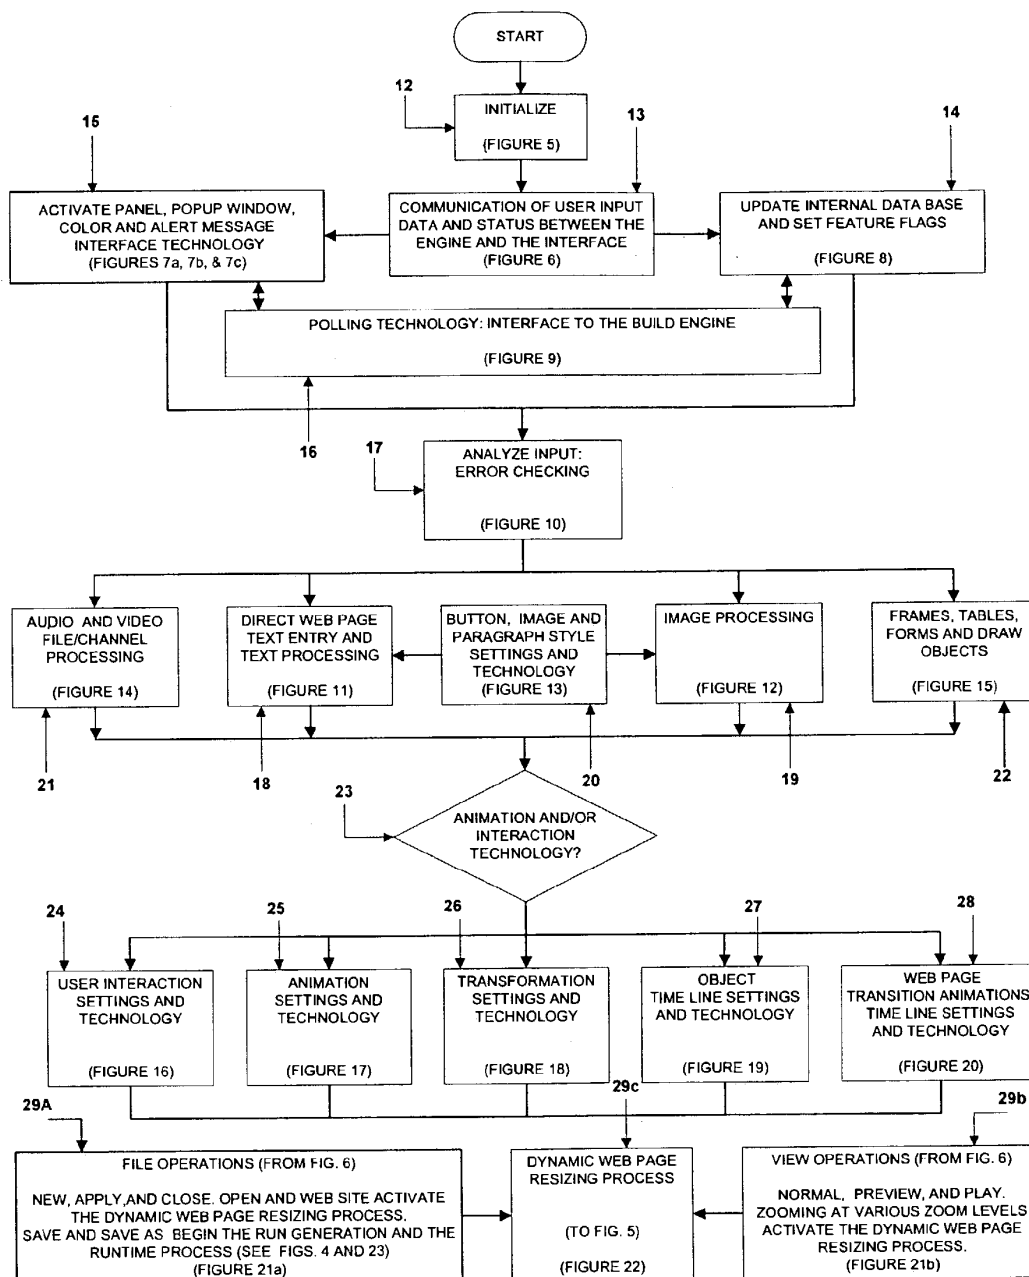 START
12
INITIALIZE
(FIGURE 5)
13
14
15
ACTIVATE PANEL, POPUP WINDOW,
COLOR AND ALERT MESSAGE
INTERFACE TECHNOLOGY
(FIGURES 7a, 7b, & 7c)
COMMUNICATION OF USER INPUT
DATA AND STATUS BETWEEN THE
ENGINE AND THE INTERFACE
(FIGURE 6)
UPDATE INTERNAL DATA BASE
AND SET FEATURE FLAGS
(FIGURE 8)
POLLING TECHNOLOGY: INTERFACE TO THE BUILD ENGINE
(FIGURE 9)
16
17
ANALYZE INPUT:
ERROR CHECKING
(FIGURE 10)
AUDIO AND VIDEO
FILE/CHANNEL
PROCESSING
(FIGURE 14)
DIRECT WEB PAGE
TEXT ENTRY AND
TEXT PROCESSING
(FIGURE 11)
BUTTON, IMAGE AND
PARAGRAPH STYLE
SETTINGS AND
TECHNOLOGY
(FIGURE 13)
IMAGE PROCESSING
(FIGURE 12)
FRAMES, TABLES,
FORMS AND DRAW
OBJECTS
(FIGURE 15)
21
18
20
19
22
23
ANIMATION AND/OR
INTERACTION
TECHNOLOGY?
24
25
26
27
28
USER INTERACTION
SETTINGS AND
TECHNOLOGY
(FIGURE 16)
ANIMATION
SETTINGS AND
TECHNOLOGY
(FIGURE 17)
TRANSFORMATION
SETTINGS AND
TECHNOLOGY
(FIGURE 18)
OBJECT
TIME LINE SETTINGS
AND TECHNOLOGY
(FIGURE 19)
WEB PAGE
TRANSITION ANIMATIONS
TIME LINE SETTINGS
AND TECHNOLOGY
(FIGURE 20)
29A
29c
29b
FILE OPERATIONS (FROM FIG. 6)
NEW, APPLY,AND CLOSE. OPEN AND WEB SITE ACTIVATE
THE DYNAMIC WEB PAGE RESIZING PROCESS.
SAVE AND SAVE AS BEGIN THE RUN GENERATION AND THE
RUNTIME PROCESS (SEE FIGS. 4 AND 23)
(FIGURE 21a)
DYNAMIC WEB PAGE
RESIZING PROCESS
(TO FIG. 5)
(FIGURE 22)
VIEW OPERATIONS (FROM FIG. 6)
NORMAL, PREVIEW, AND PLAY.
ZOOMING AT VARIOUS ZOOM LEVELS
ACTIVATE THE DYNAMIC WEB PAGE
RESIZING PROCESS.
(FIGURE 21b)